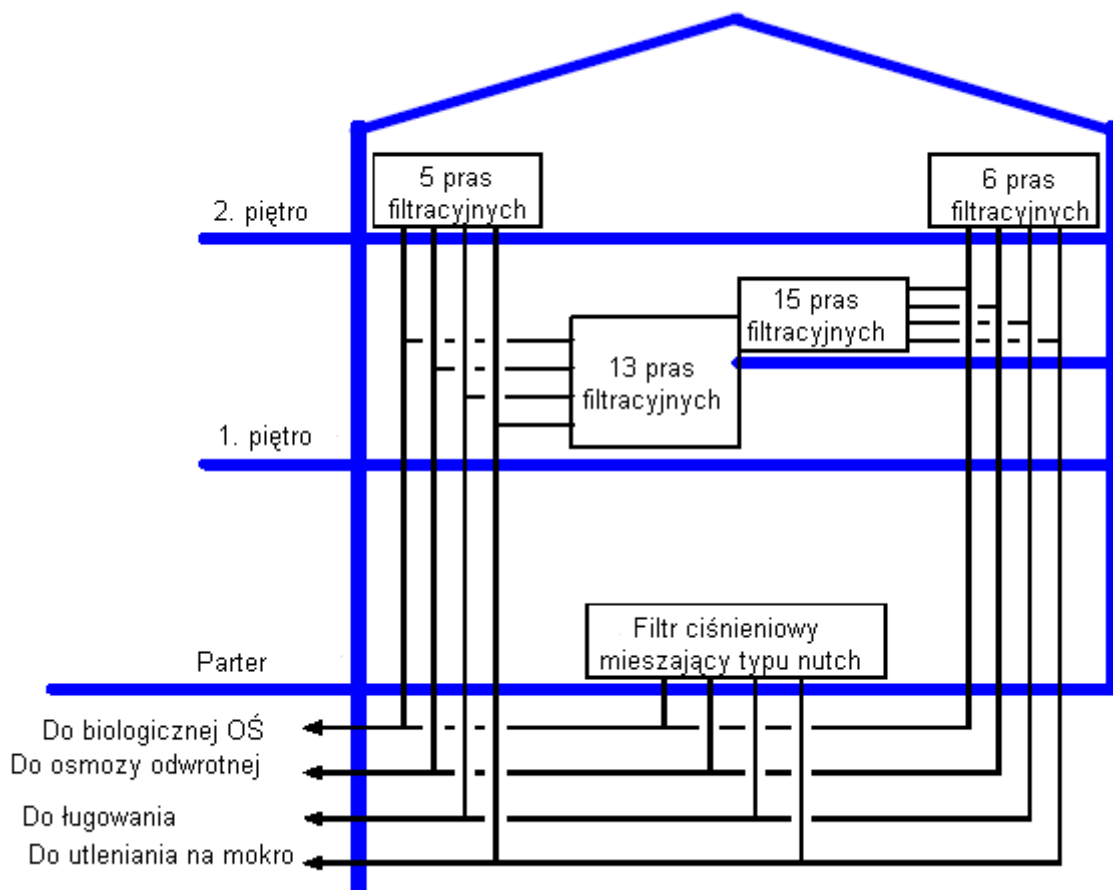 5 pras
filtracyjnych
6 pras
filtracyjnych
2. piętro
15 pras
filtracyjnych
13 pras
filtracyjnych
1. piętro
Filtr ciśnieniowy
mieszający typu nutch
Parter
Do biologicznej OŚ
Do osmozy odwrotnej
Do ługowania
Do utleniania na mokro